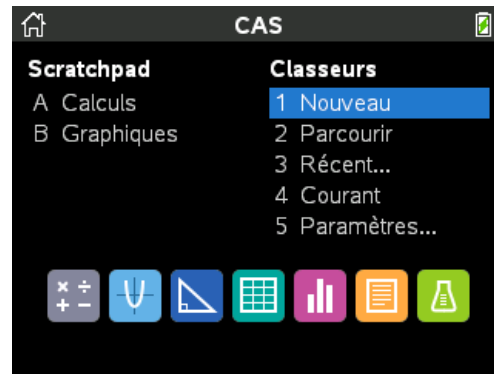 CAS
Scratchpad
A Calculs
B Graphiques
Classeurs
1 Nouveau
2 Parcourir
3 Récent...
4 Courant
5 Paramètres...